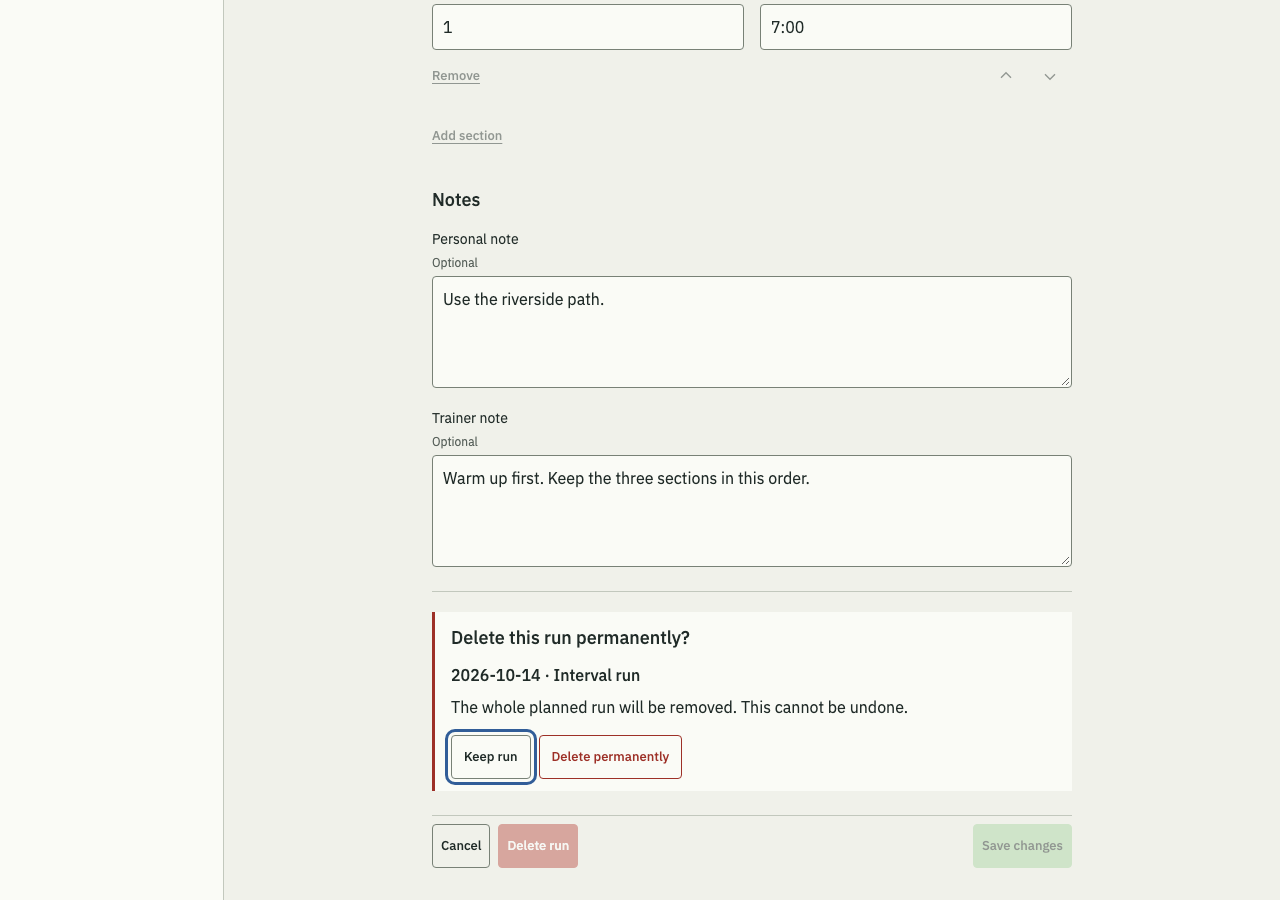 1
7:00
Remove
Add section
Notes
Personal note
Optional
Use the riverside path.
Trainer note
Optional
Warm up first. Keep the three sections in this order.
Delete this run permanently?
2026-10-14 · Interval run
The whole planned run will be removed. This cannot be undone.
Keep run
Delete permanently
Cancel
Delete run
Save changes